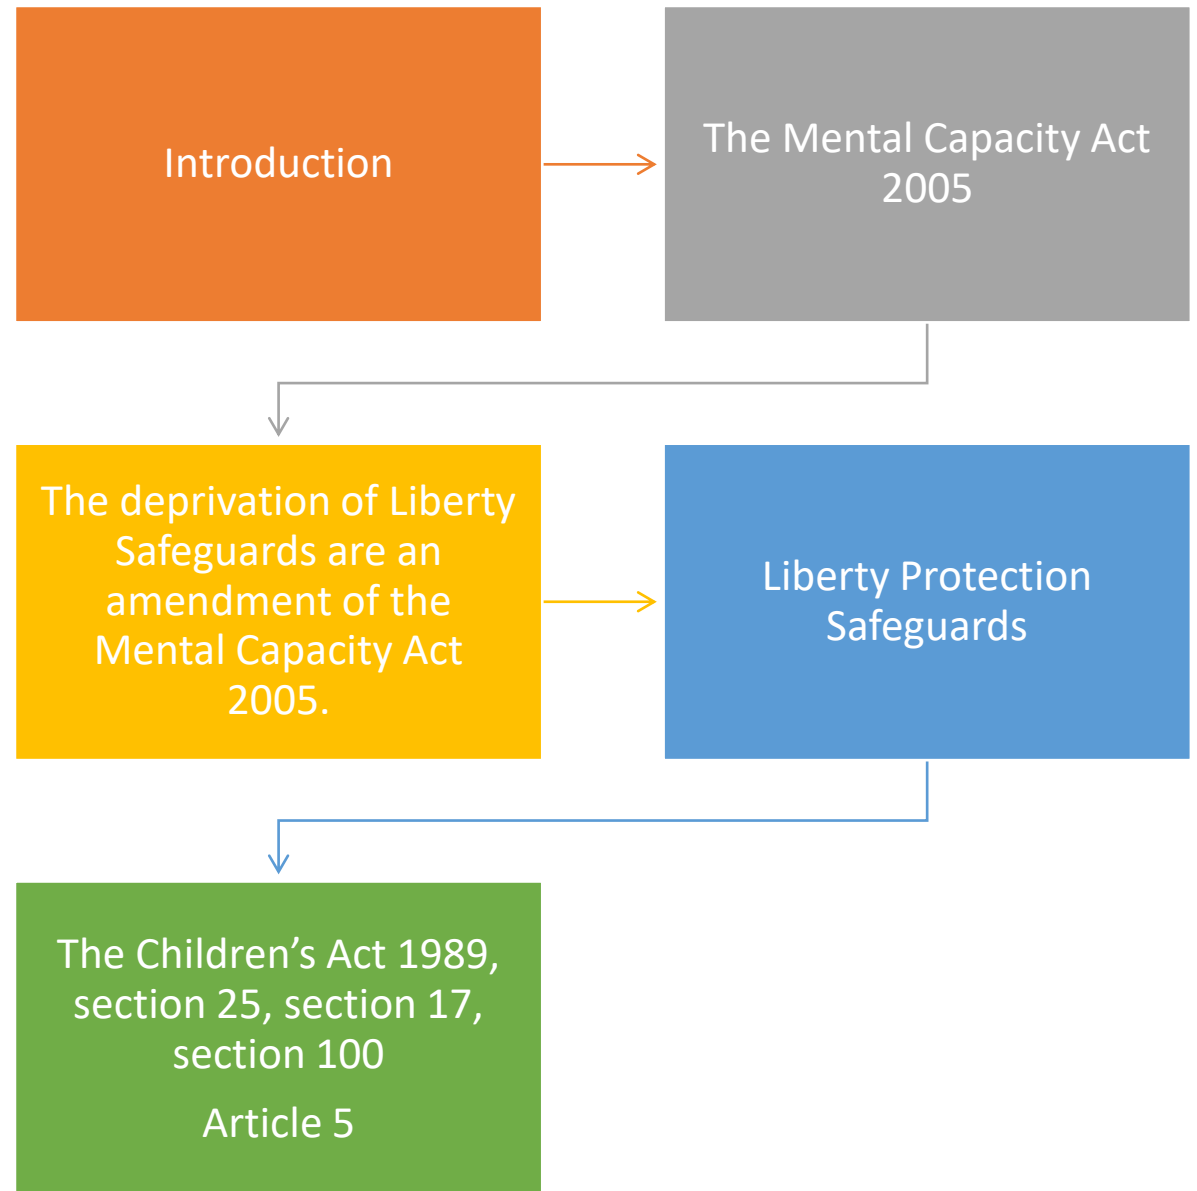 Introduction
The Mental Capacity Act
2005
The deprivation of Liberty
Safeguards are an
amendment of the
Mental Capacity Act
2005.
Liberty Protection
Safeguards
The Children’s Act 1989,
section 25, section 17,
section 100
Article 5